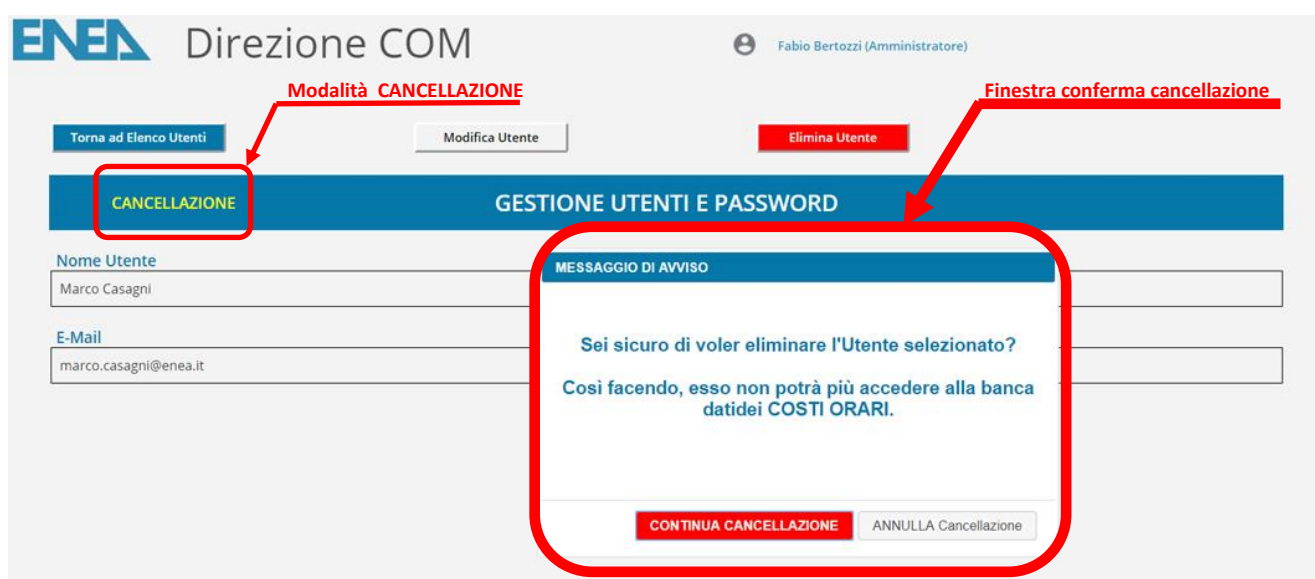 ENEA Direzione COM
Fabio Bertozzi (Amministratore)
Modalità CANCELLAZIONE
Finestra conferma cancellazione
Torna ad Elenco Utenti
Modifica Utente
Elimina Utente
CANCELLAZIONE
GESTIONE UTENTI E PASSWORD
Nome Utente
Marco Casagni
E-Mail
marco.casagni@enea.it
MESSAGGIO DI AVVISO
Sei sicuro di voler eliminare l'Utente selezionato?
Così facendo, esso non potrà più accedere alla banca
datidei COSTI ORARI.
CONTINUA CANCELLAZIONE
ANNULLA Cancellazione